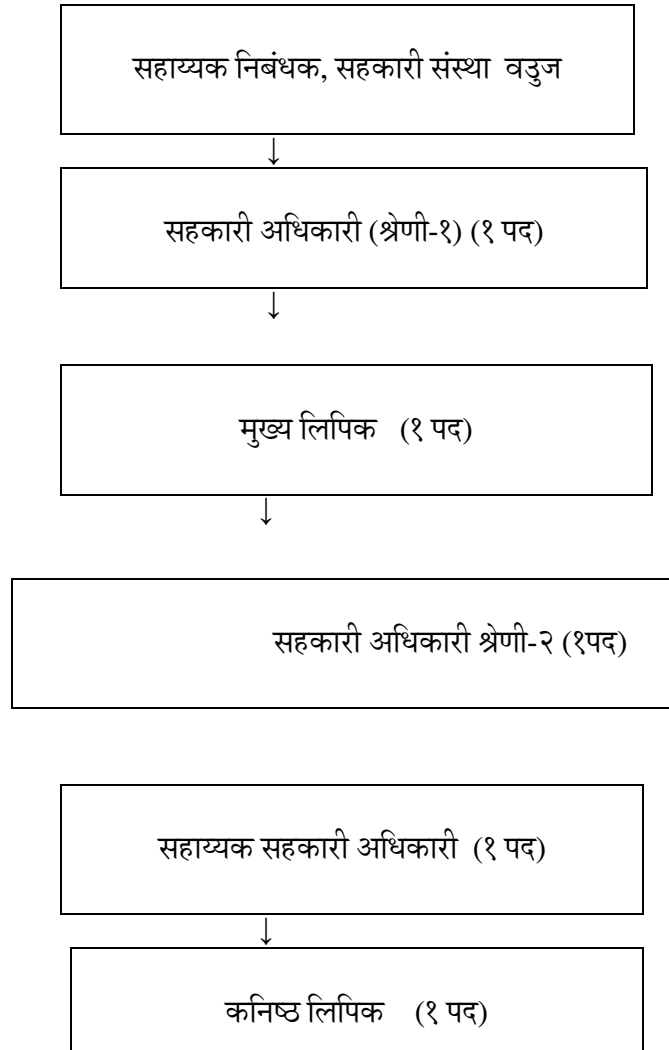 सहाय्यक निबंधक, सहकारी संस्था वउुज
↓
सहकारी अधिकारी (श्रेणी-१) (१ पद)
↓
मुख्य लिपिक (१ पद)
↓
सहकारी अधिकारी श्रेणी-२ (१पद)
सहाय्यक सहकारी अधिकारी (१ पद)
↓
कनिष्ठ लिपिक (१ पद)